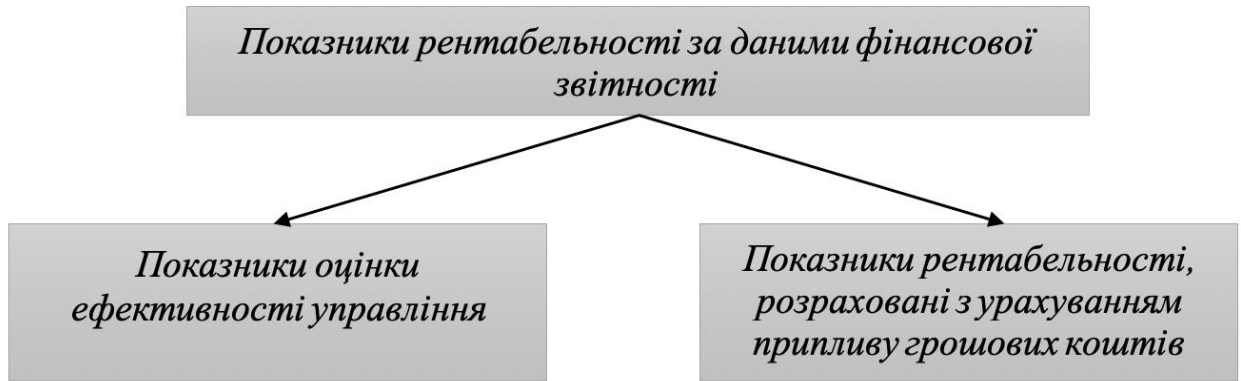 Показники рентабельності за даними фінансової
звітності
Показники оцінки
ефективності управління
Показники рентабельності,
розраховані з урахуванням
припливу грошових коштів